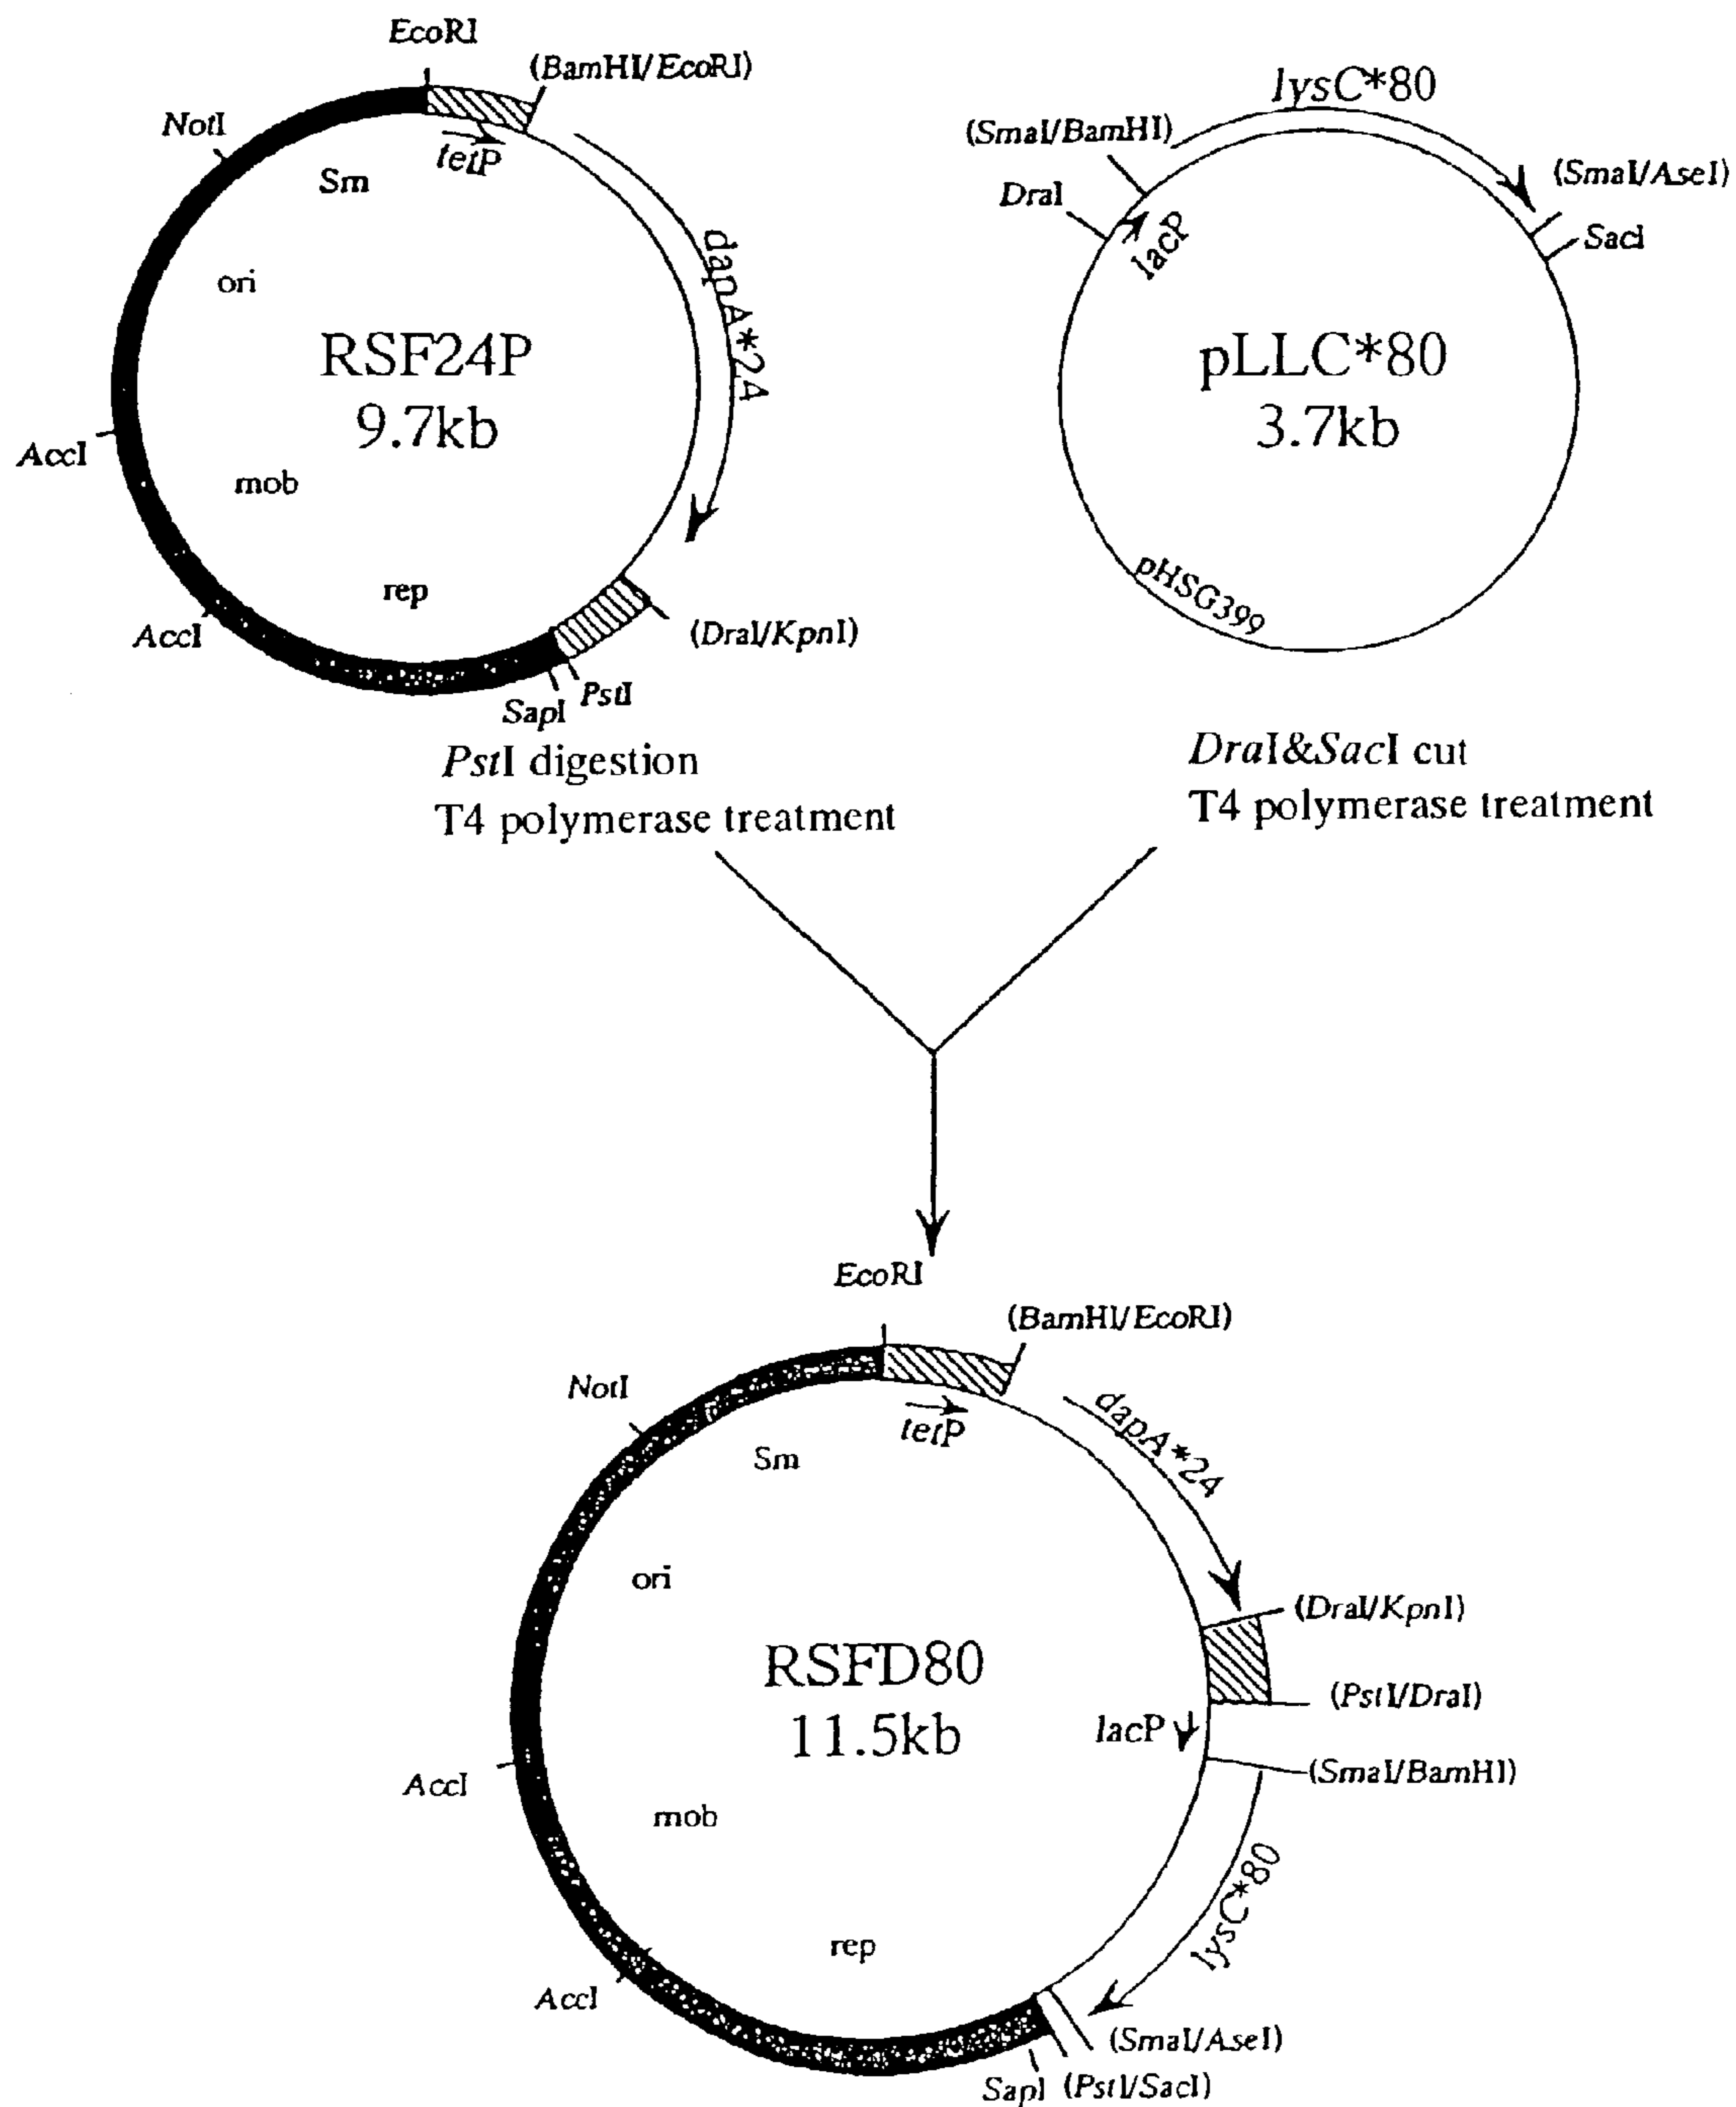 EcoRI
(BamHI/EcoRI)
NotI
tetP
Sm
dapA*24
ori
RSF24P
9.7kb
AccI
mob
rep
AccI
(DraI/KpnI)
PstI
SapI
lysC*80
(SmaI/BamHI)
(SmaI/AseI)
DraI
SacI
lacP
pLLC*80
3.7kb
pHSG399
PstI digestion
T4 polymerase treatment
DraI&SacI cut
T4 polymerase treatment
EcoRI
(BamHI/EcoRI)
NotI
tetP
dapA*24
Sm
ori
(DraI/KpnI)
RSFD80
11.5kb
(PstI/DraI)
lacP
(SmaI/BamHI)
AccI
mob
lysC*80
rep
AccI
(SmaI/AseI)
SapI (PstI/SacI)